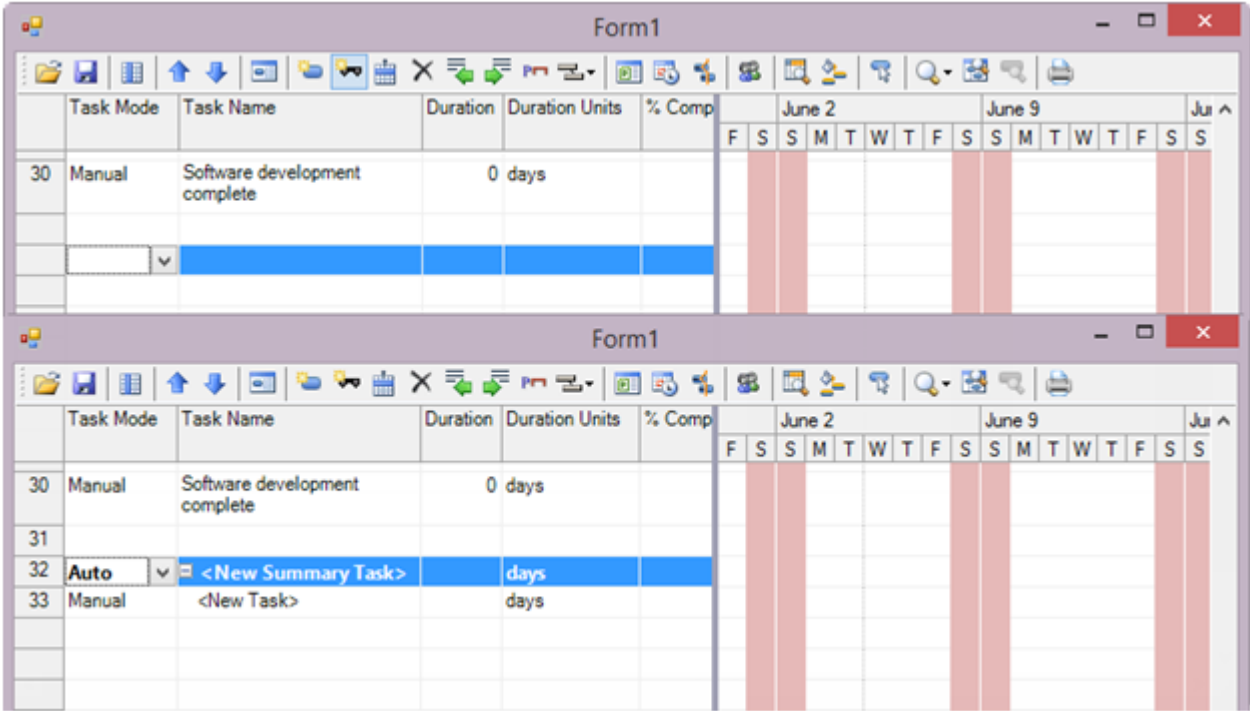 Form1
Task Mode Task Name Duration Duration Units % Comp June 2 June 9 Ju
F S S M T W T F S S M T W T F S S
30 Manual Software development 0 days
complete
Form1
Task Mode Task Name Duration Duration Units % Comp June 2 June 9 Ju
F S S M T W T F S S M T W T F S S
30 Manual Software development 0 days
complete
31
32 Auto <New Summary Task> days
33 Manual <New Task> days